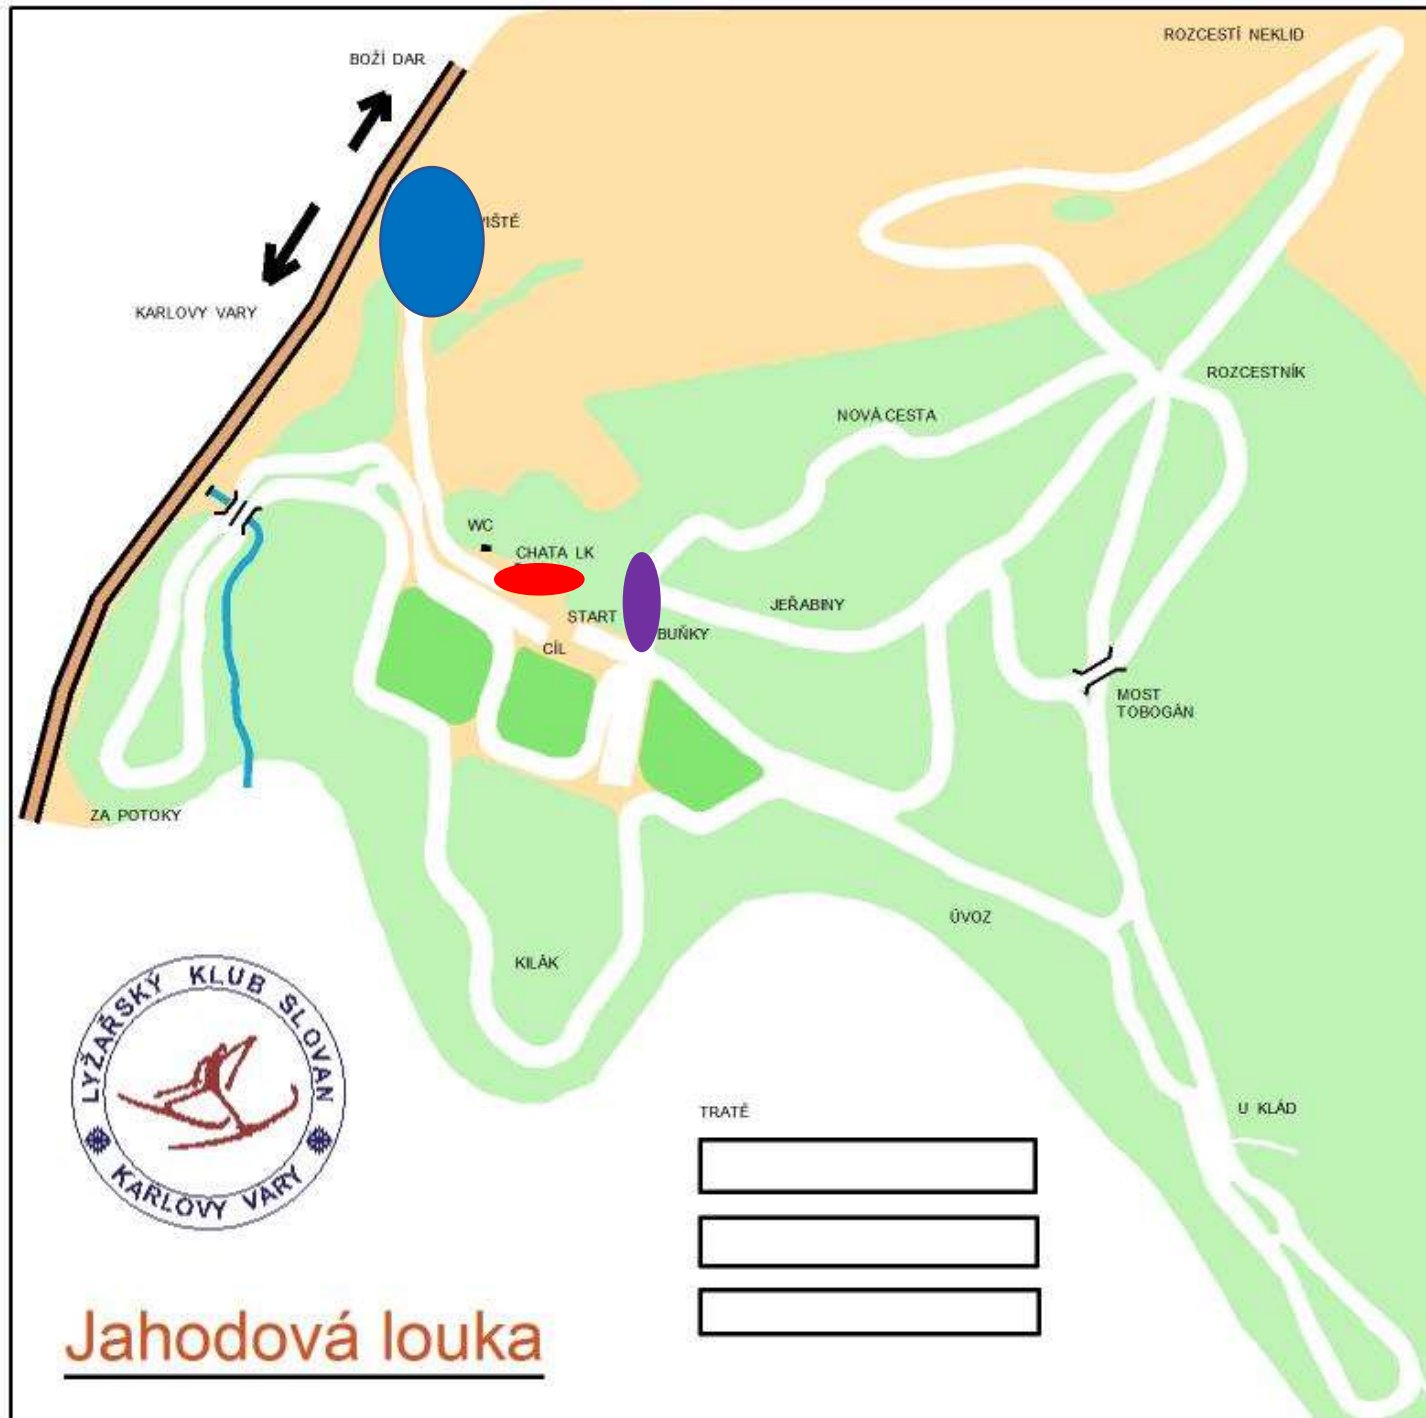 ROZCESTÍ NEKLID
BOŽÍ DAR
VIŠTĚ
KARLOVY VARY
ROZCESTNÍK
NOVÁ CESTA
WC
CHATA LK
JEŘABINY
START
BUŇKY
CÍL
MOST
TOBOGÁN
ZA POTOKY
ÚVOZ
KILÁK
LYŽAŘSKÝ KLUB SLOVAN
KARLOVY VARY
TRATĚ
U KLÁD
Jahodová louka